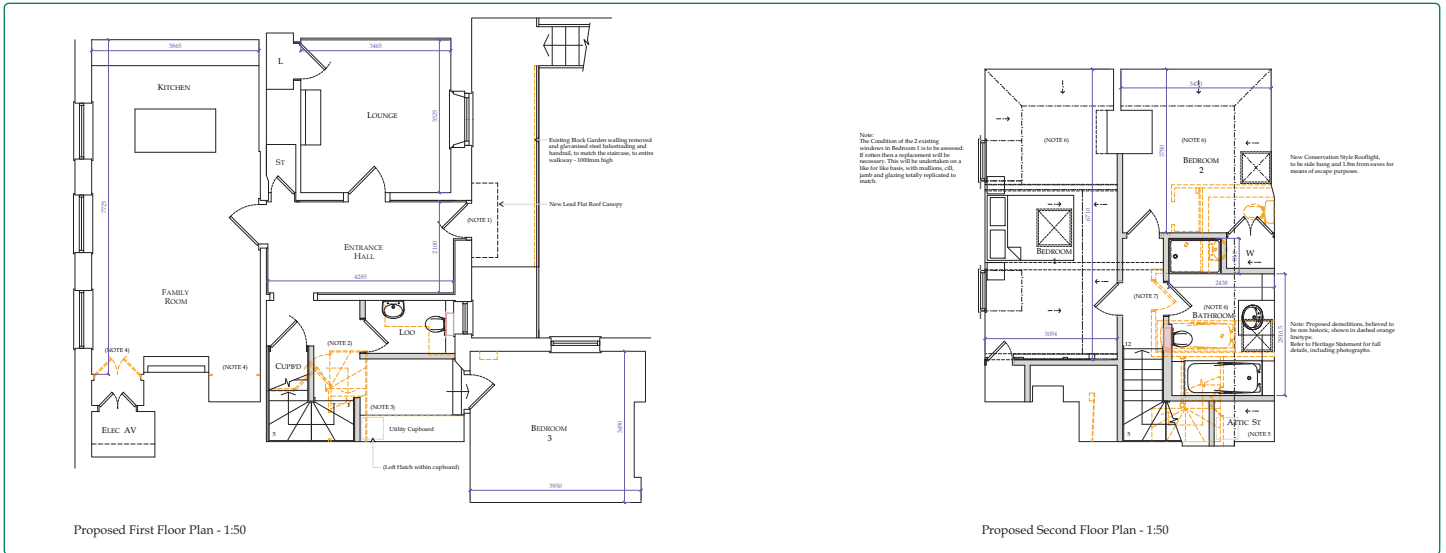 3865
3465
L
KITCHEN
LOUNGE
3525
ST
7725
Existing Block Garden walling removed
and glavanised steel balustrading and
handrail, to match the staircase, to entire
walkway - 1000mm high
New Lead Flat Roof Canopy
(NOTE 1)
ENTRANCE
HALL
2100
4285
FAMILY
ROOM
LOO
(NOTE 2)
(NOTE 4)
(NOTE 4)
CUPB'D
(NOTE 3)
ELEC AV
5
Utility Cupboard
(Loft Hatch within cupboard)
BEDROOM
3
3490
3950
Proposed First Floor Plan - 1:50
Note:
The Condition of the 2 existing
windows in Bedroom 1 is to be assessed.
If rotten then a replacement will be
necessary. This will be undertaken on a
like for like basis, with mullions, cill,
jamb and glazing totally replicated to
match.
(NOTE 6)
(NOTE 6)
3780
BEDROOM
2
New Conservation Style Rooflight,
to be side hung and 1.8m from eaves for
means of escape purposes.
6710
BEDROOM
W
2438
(NOTE 7)
(NOTE 6)
BATHROOM
3054
12
2810.5
Note: Proposed demolitions, believed to
be non historic, shown in dashed orange
linetype.
Refer to Heritage Statement for full
details, including photographs.
ATTIC ST
(NOTE 5
5
Proposed Second Floor Plan - 1:50